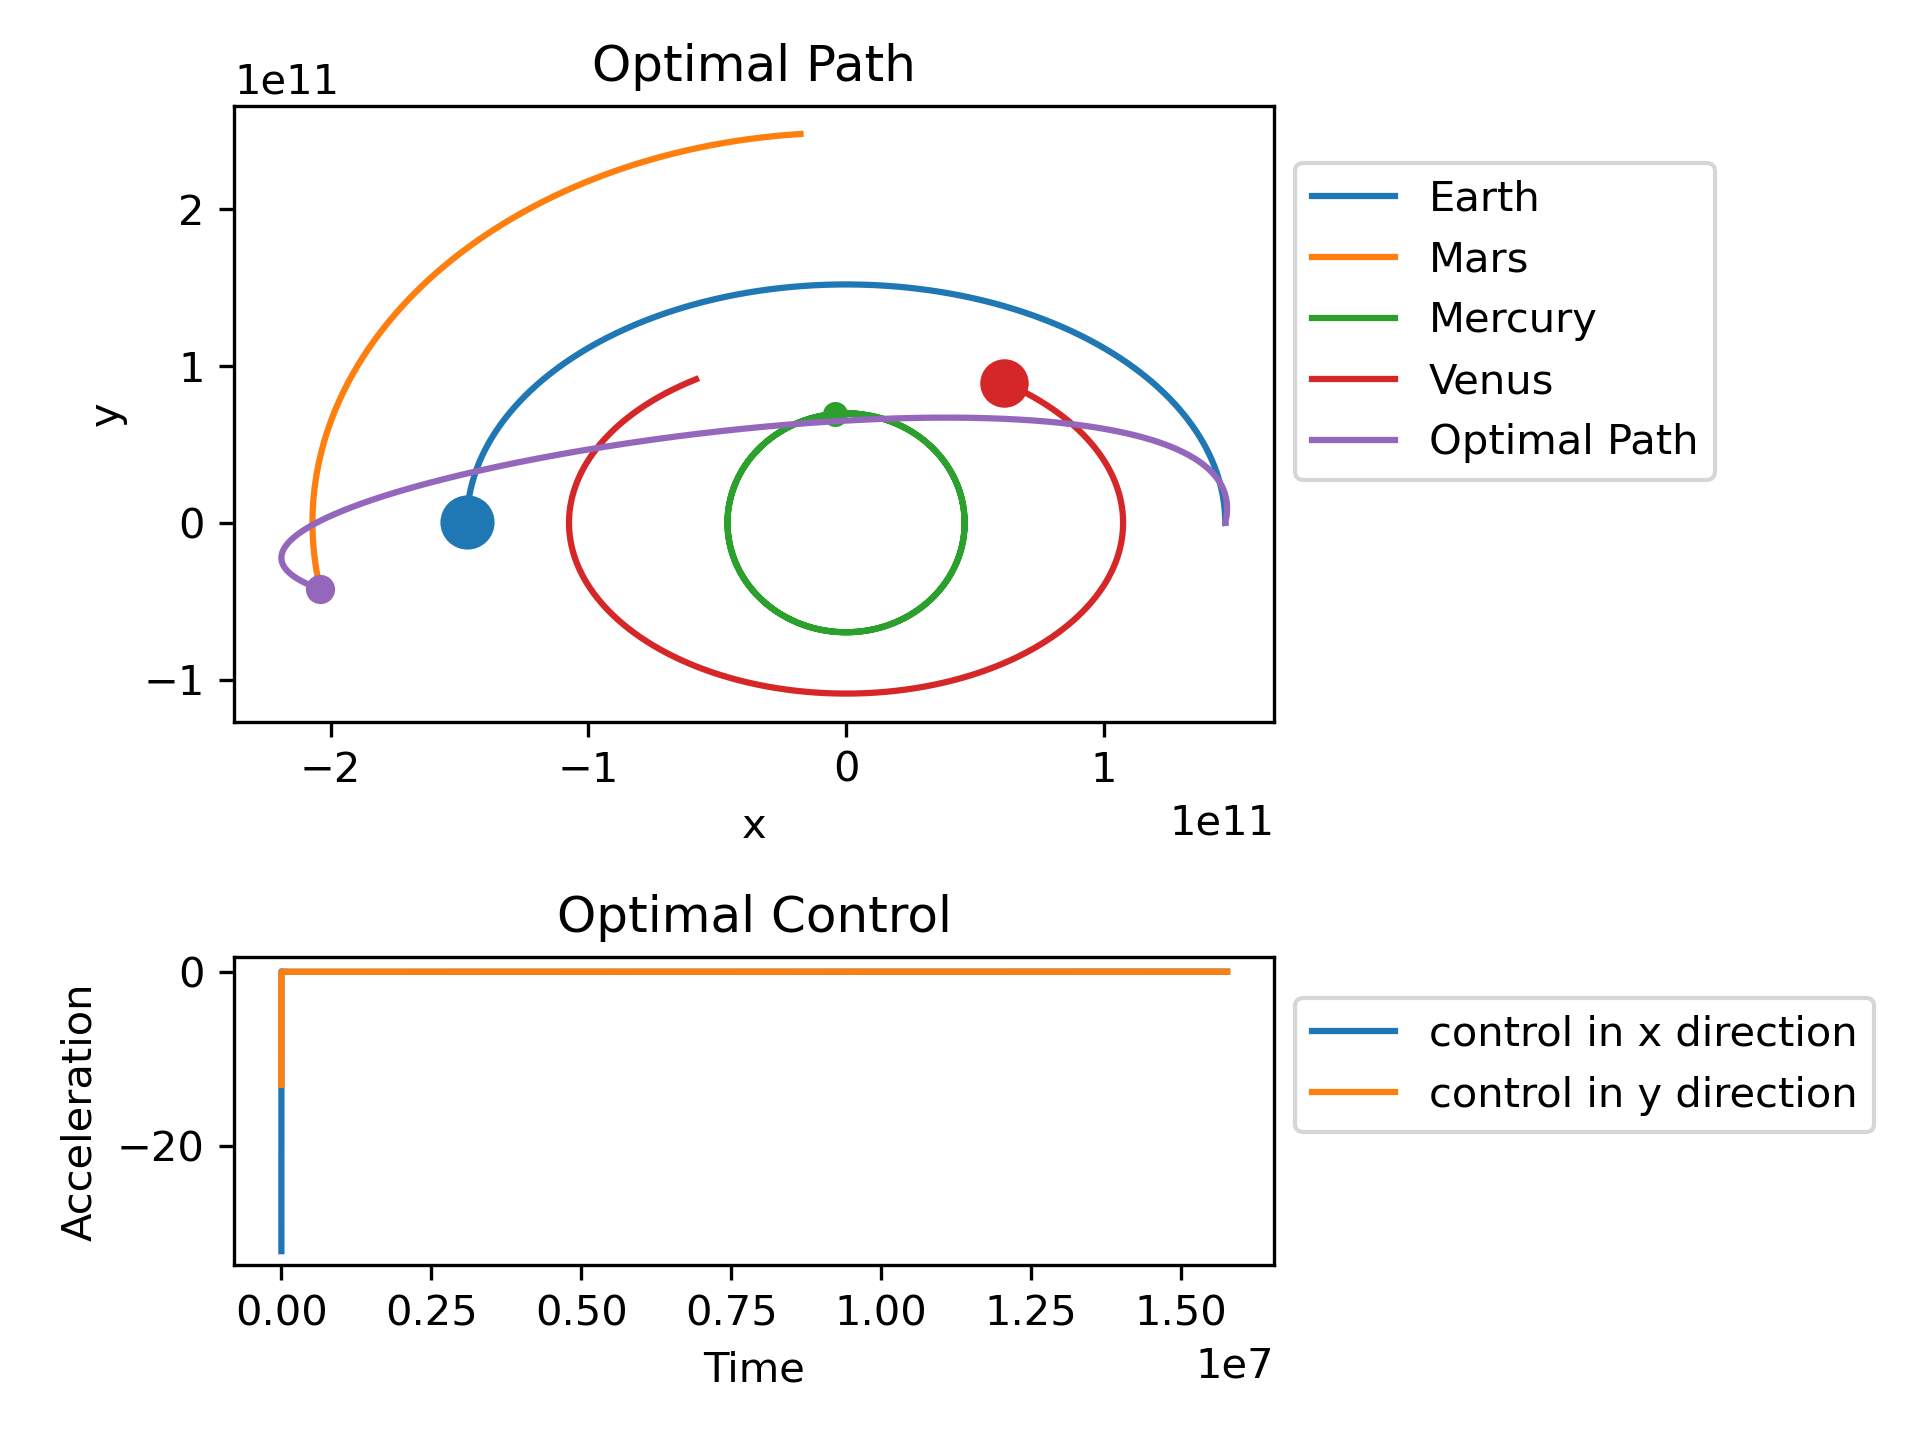 Optimal Path
1e11
2
1
0
−1
y
−2
−1
0
1
x
1e11
Earth
Mars
Mercury
Venus
Optimal Path
Optimal Control
0
−20
Acceleration
0.00
0.25
0.50
0.75
1.00
1.25
1.50
Time
1e7
control in x direction
control in y direction